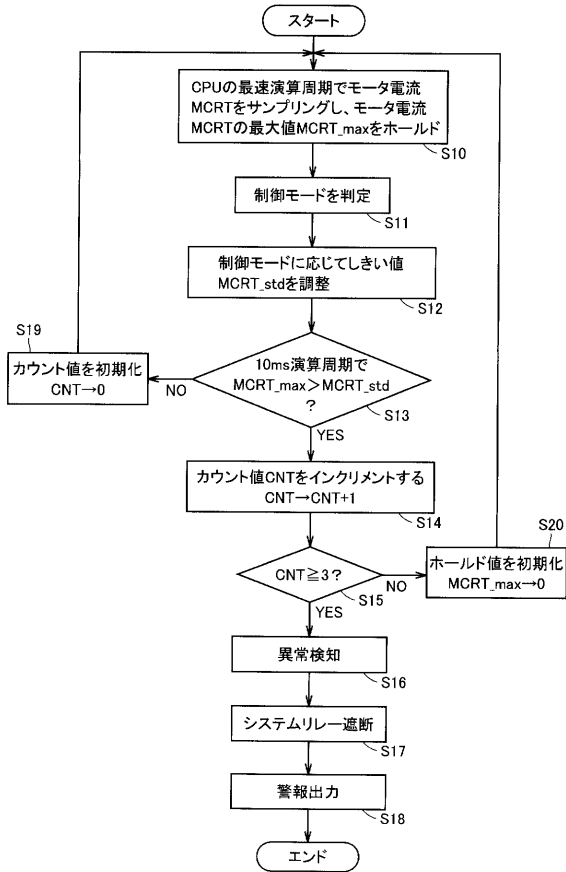 スタート
CPUの最速演算周期でモータ電流
MCRTをサンプリングし、モータ電流
MCRTの最大値MCRT_maxをホールド
S10
制御モードを判定
S11
制御モードに応じてしきい値
MCRT_stdを調整
S12
10ms演算周期で
MCRT_max>MCRT_std
?
S13
NO
YES
S19
カウント値を初期化
CNT→0
カウント値CNTをインクリメントする
CNT→CNT+1
S14
CNT≧3?
S15
NO
YES
S20
ホールド値を初期化
MCRT_max→0
異常検知
S16
システムリレー遮断
S17
警報出力
S18
エンド